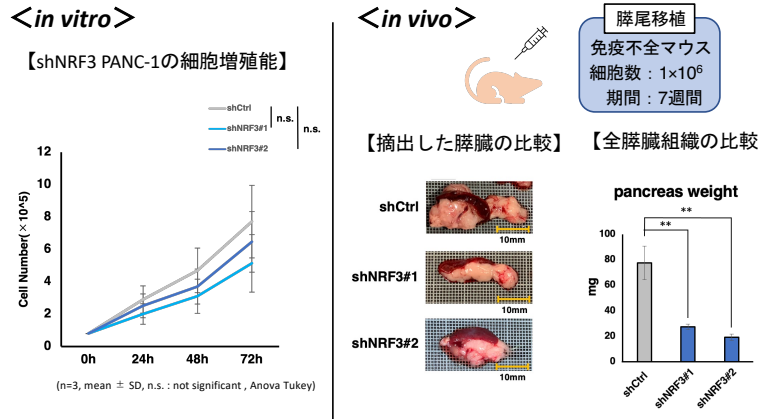 <in vitro>
【shNRF3 PANC-1の細胞増殖能】
shCtrl
shNRF3#1
shNRF3#2
n.s.
n.s.
Cell Number(×10^5)
12
10
8
6
4
2
0
0h 24h 48h 72h
(n=3, mean ± SD, n.s. : not significant , Anova Tukey)
<in vivo>
膵尾移植
免疫不全マウス
細胞数：1×10⁶
期間：7週間
【摘出した膵臓の比較】
shCtrl
10mm
shNRF3#1
10mm
shNRF3#2
10mm
【全膵臓組織の比較
pancreas weight
**
**
mg
100
80
60
40
20
0
shCtrl shNRF3#1 shNRF3#2